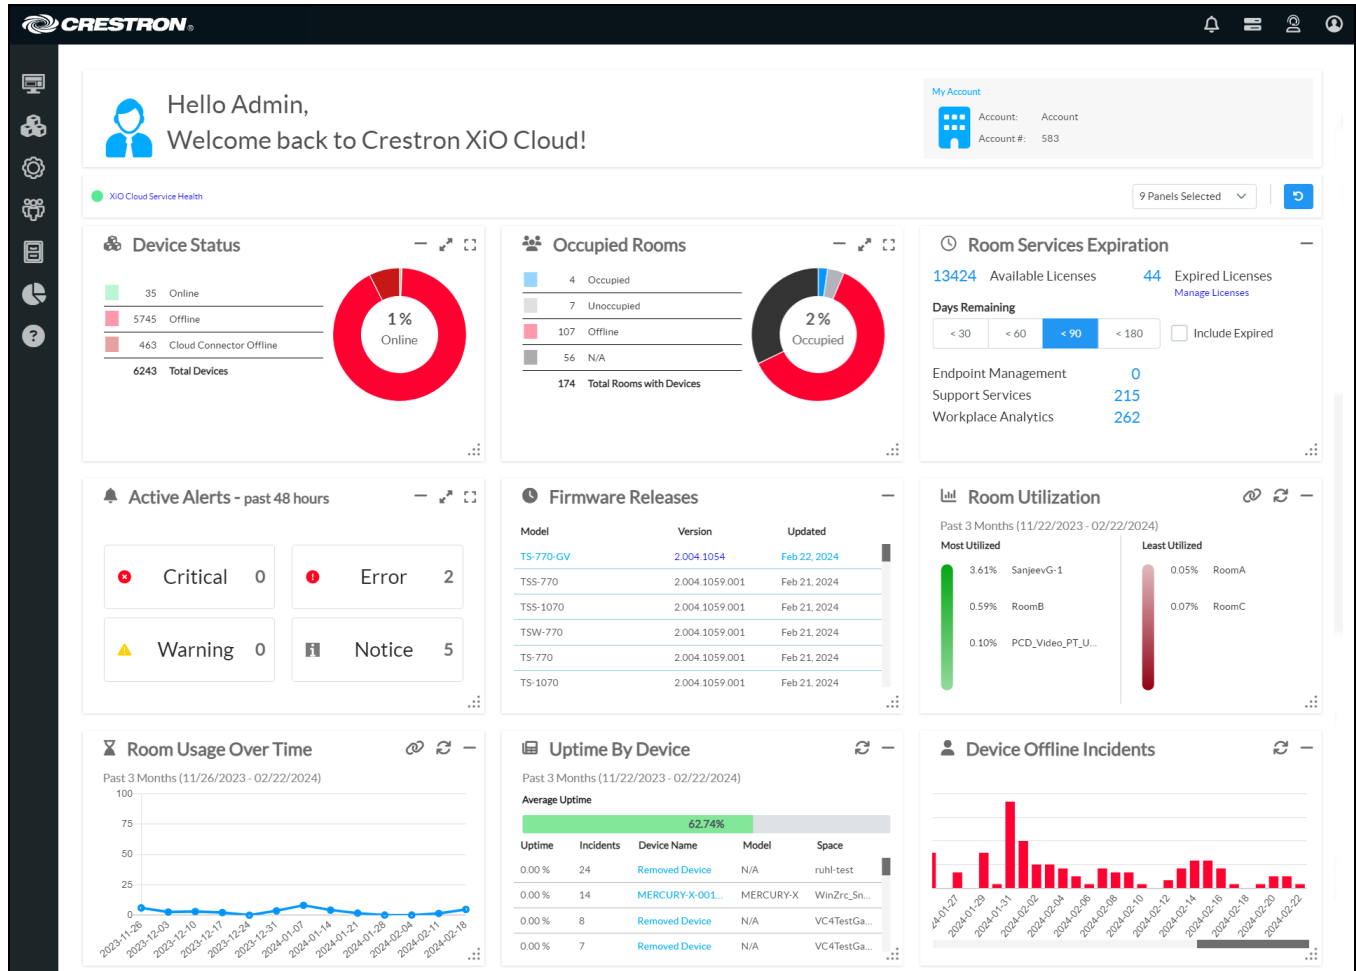 CRESTRON®
Hello Admin,
Welcome back to Crestron XiO Cloud!
My Account
Account: Account
Account #: 583
XiO Cloud Service Health
9 Panels Selected
Device Status
35 Online
5745 Offline
463 Cloud Connector Offline
6243 Total Devices
1 %
Online
Occupied Rooms
4 Occupied
7 Unoccupied
107 Offline
56 N/A
174 Total Rooms with Devices
2 %
Occupied
Room Services Expiration
13424 Available Licenses 44 Expired Licenses
Manage Licenses
Days Remaining
< 30 < 60 < 90 < 180 Include Expired
Endpoint Management 0
Support Services 215
Workplace Analytics 262
Active Alerts - past 48 hours
Critical 0
Error 2
Warning 0
Notice 5
Firmware Releases
Model Version Updated
TS-770-GV 2.004.1054 Feb 22, 2024
TSS-770 2.004.1059.001 Feb 21, 2024
TSS-1070 2.004.1059.001 Feb 21, 2024
TSW-770 2.004.1059.001 Feb 21, 2024
TS-770 2.004.1059.001 Feb 21, 2024
TS-1070 2.004.1059.001 Feb 21, 2024
Room Utilization
Past 3 Months (11/22/2023 - 02/22/2024)
Most Utilized Least Utilized
3.61% SanjeevG-1 0.05% RoomA
0.59% RoomB 0.07% RoomC
0.10% PCD_Video_PT_U...
Room Usage Over Time
Past 3 Months (11/26/2023 - 02/22/2024)
100
75
50
25
0
2023-11-26 2023-12-03 2023-12-10 2023-12-17 2023-12-24 2023-12-31 2024-01-07 2024-01-14 2024-01-21 2024-01-28 2024-02-04 2024-02-11 2024-02-18
Uptime By Device
Past 3 Months (11/22/2023 - 02/22/2024)
Average Uptime
62.74%
Uptime Incidents Device Name Model Space
0.00 % 24 Removed Device N/A ruhl-test
0.00 % 14 MERCURY-X-001... MERCURY-X WinZrc_Sn...
0.00 % 8 Removed Device N/A VC4TestGa...
0.00 % 7 Removed Device N/A VC4TestGa...
Device Offline Incidents
2024-01-27 2024-01-29 2024-01-31 2024-02-02 2024-02-04 2024-02-06 2024-02-08 2024-02-10 2024-02-12 2024-02-14 2024-02-16 2024-02-18 2024-02-20 2024-02-22